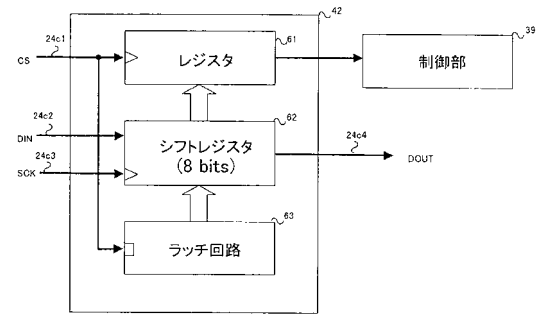 42
24c1
CS
61
レジスタ
39
制御部
24c2
DIN
62
シフトレジスタ
(8 bits)
24c4
DOUT
24c3
SCK
63
ラッチ回路